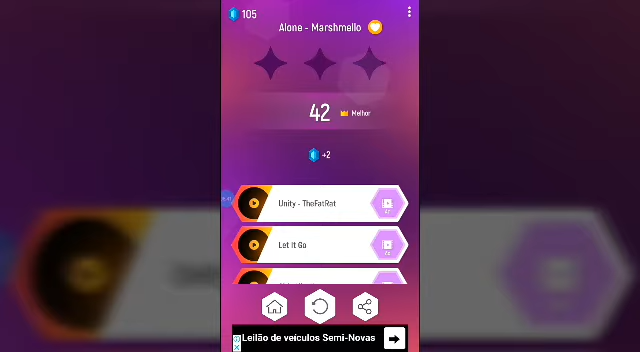 105
Alone - Marshmello
42
Melhor
+2
Unity - TheFatRat
Let It Go
Leilão de veículos Semi-Novas